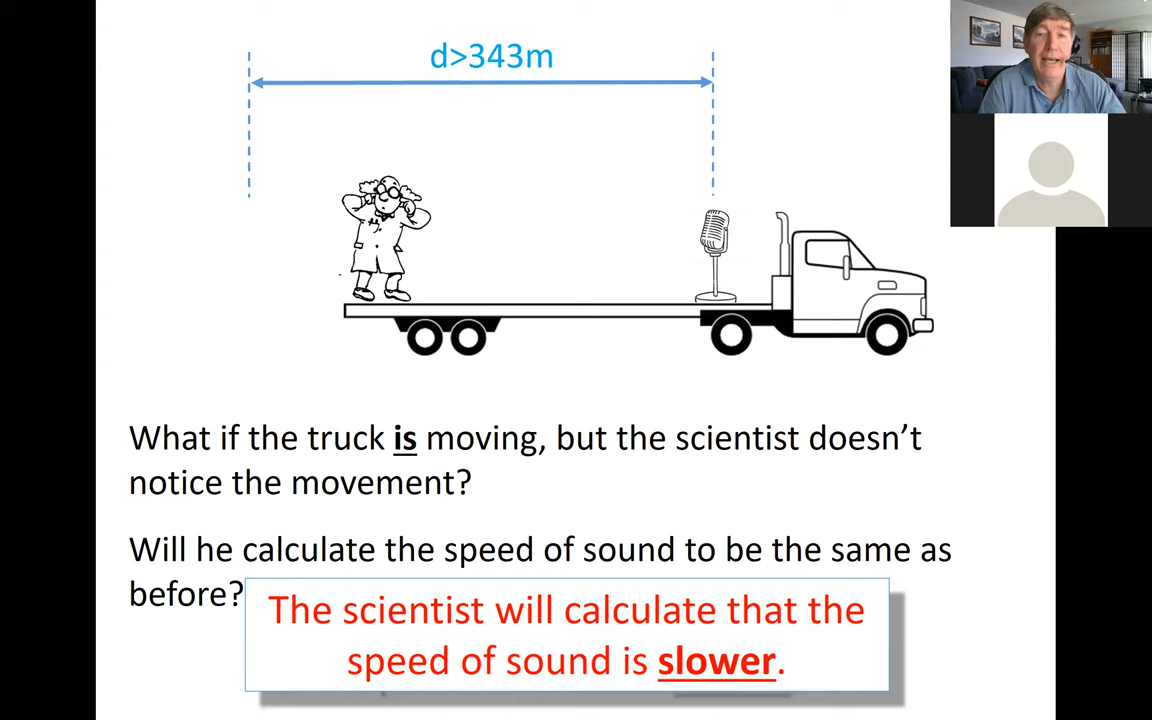 d>343m
What if the truck is moving, but the scientist doesn’t
notice the movement?
Will he calculate the speed of sound to be the same as
before?
The scientist will calculate that the
speed of sound is slower.